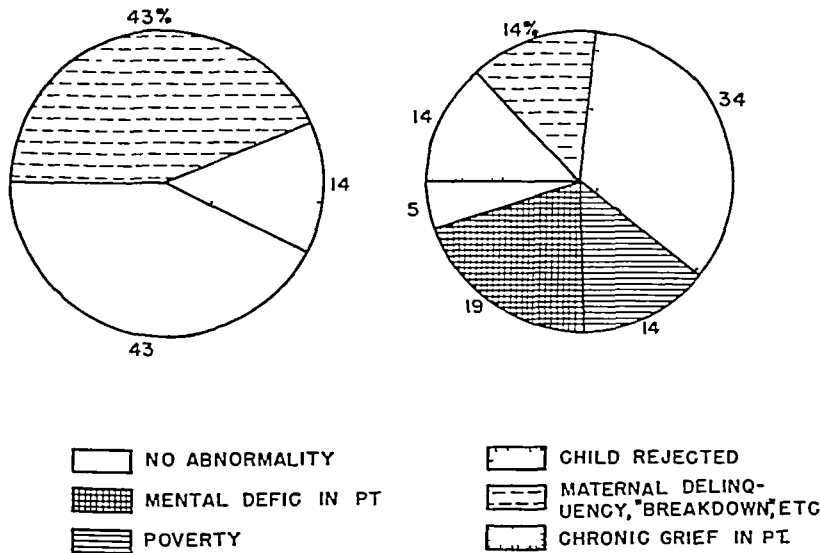 43%
14
43
14%
34
14
5
19
14
NO ABNORMALITY
MENTAL DEFIC IN PT
POVERTY
CHILD REJECTED
MATERNAL DELINQ-
UENCY, "BREAKDOWN," ETC
CHRONIC GRIEF IN PT.